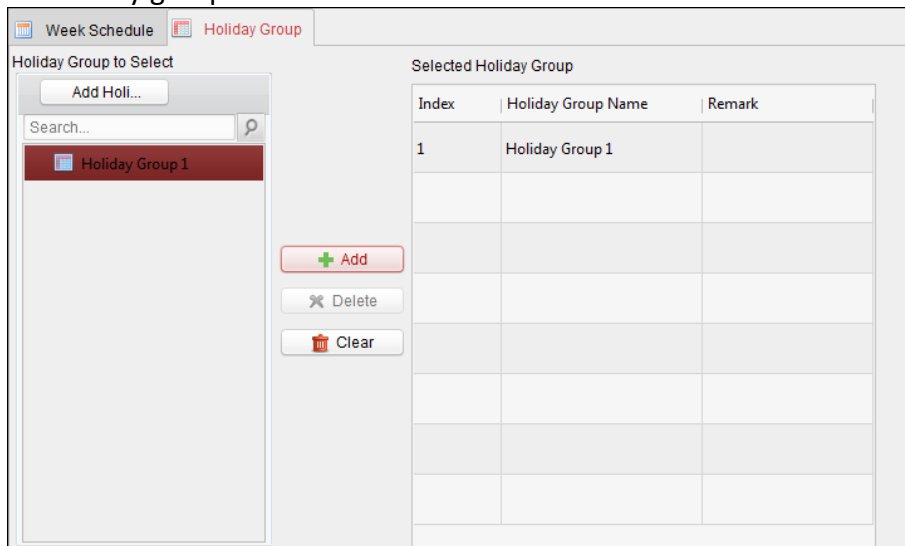 Week Schedule Holiday Group
Holiday Group to Select
Add Holi...
Search...
Holiday Group 1
Add
Delete
Clear
Selected Holiday Group
Index Holiday Group Name Remark
1 Holiday Group 1